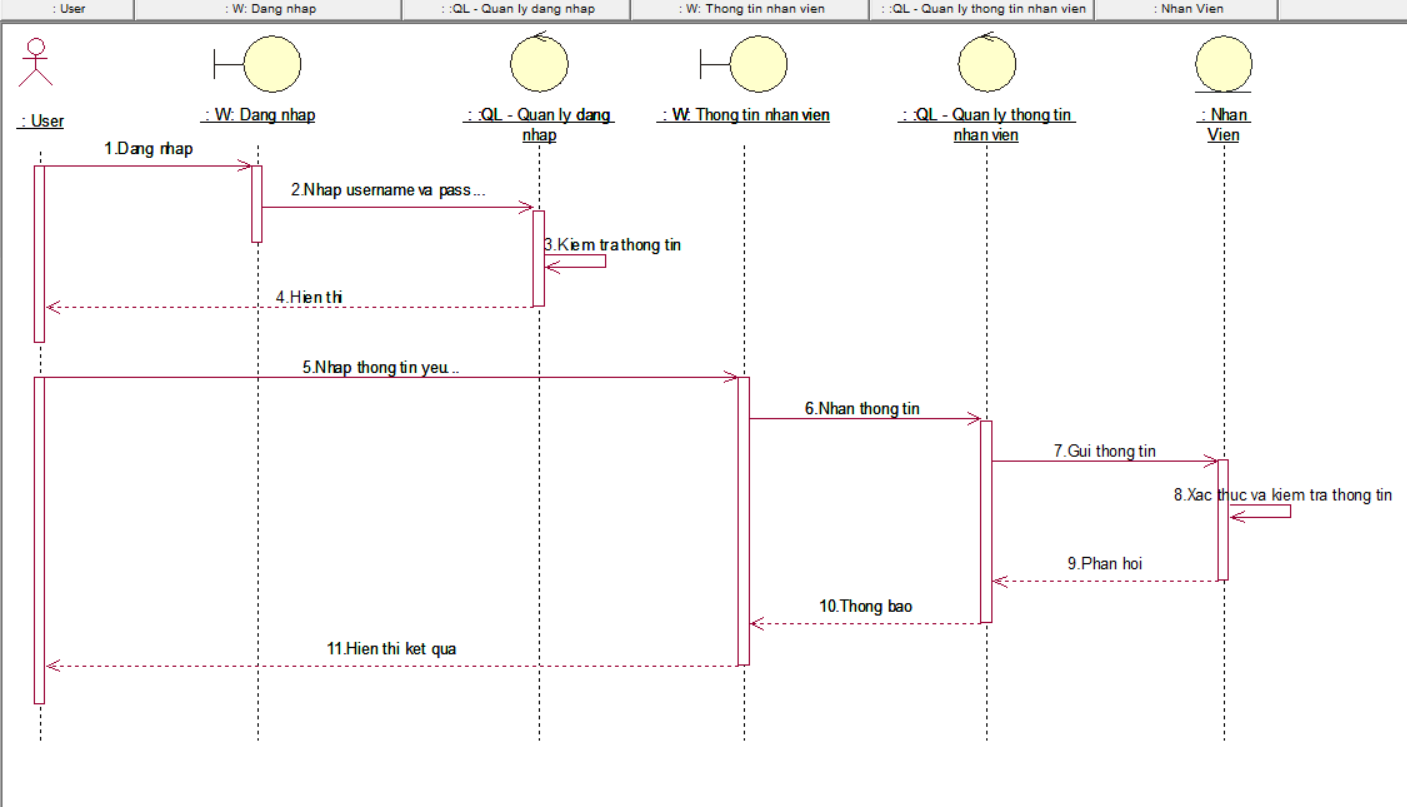 : User
: W: Dang nhap
: :QL - Quan ly dang nhap
: W: Thong tin nhan vien
: :QL - Quan ly thong tin nhan vien
: Nhan Vien
: User
: W: Dang nhap
: :QL - Quan ly dang
nhap
: W: Thong tin nhan vien
: :QL - Quan ly thong tin
nhan vien
: Nhan
Vien
1.Dang nhap
2.Nhap username va pass...
3.Kiem tra thong tin
4.Hien thi
5.Nhap thong tin yeu...
6.Nhan thong tin
7.Gui thong tin
8.Xac thuc va kiem tra thong tin
9.Phan hoi
10.Thong bao
11.Hien thi ket qua